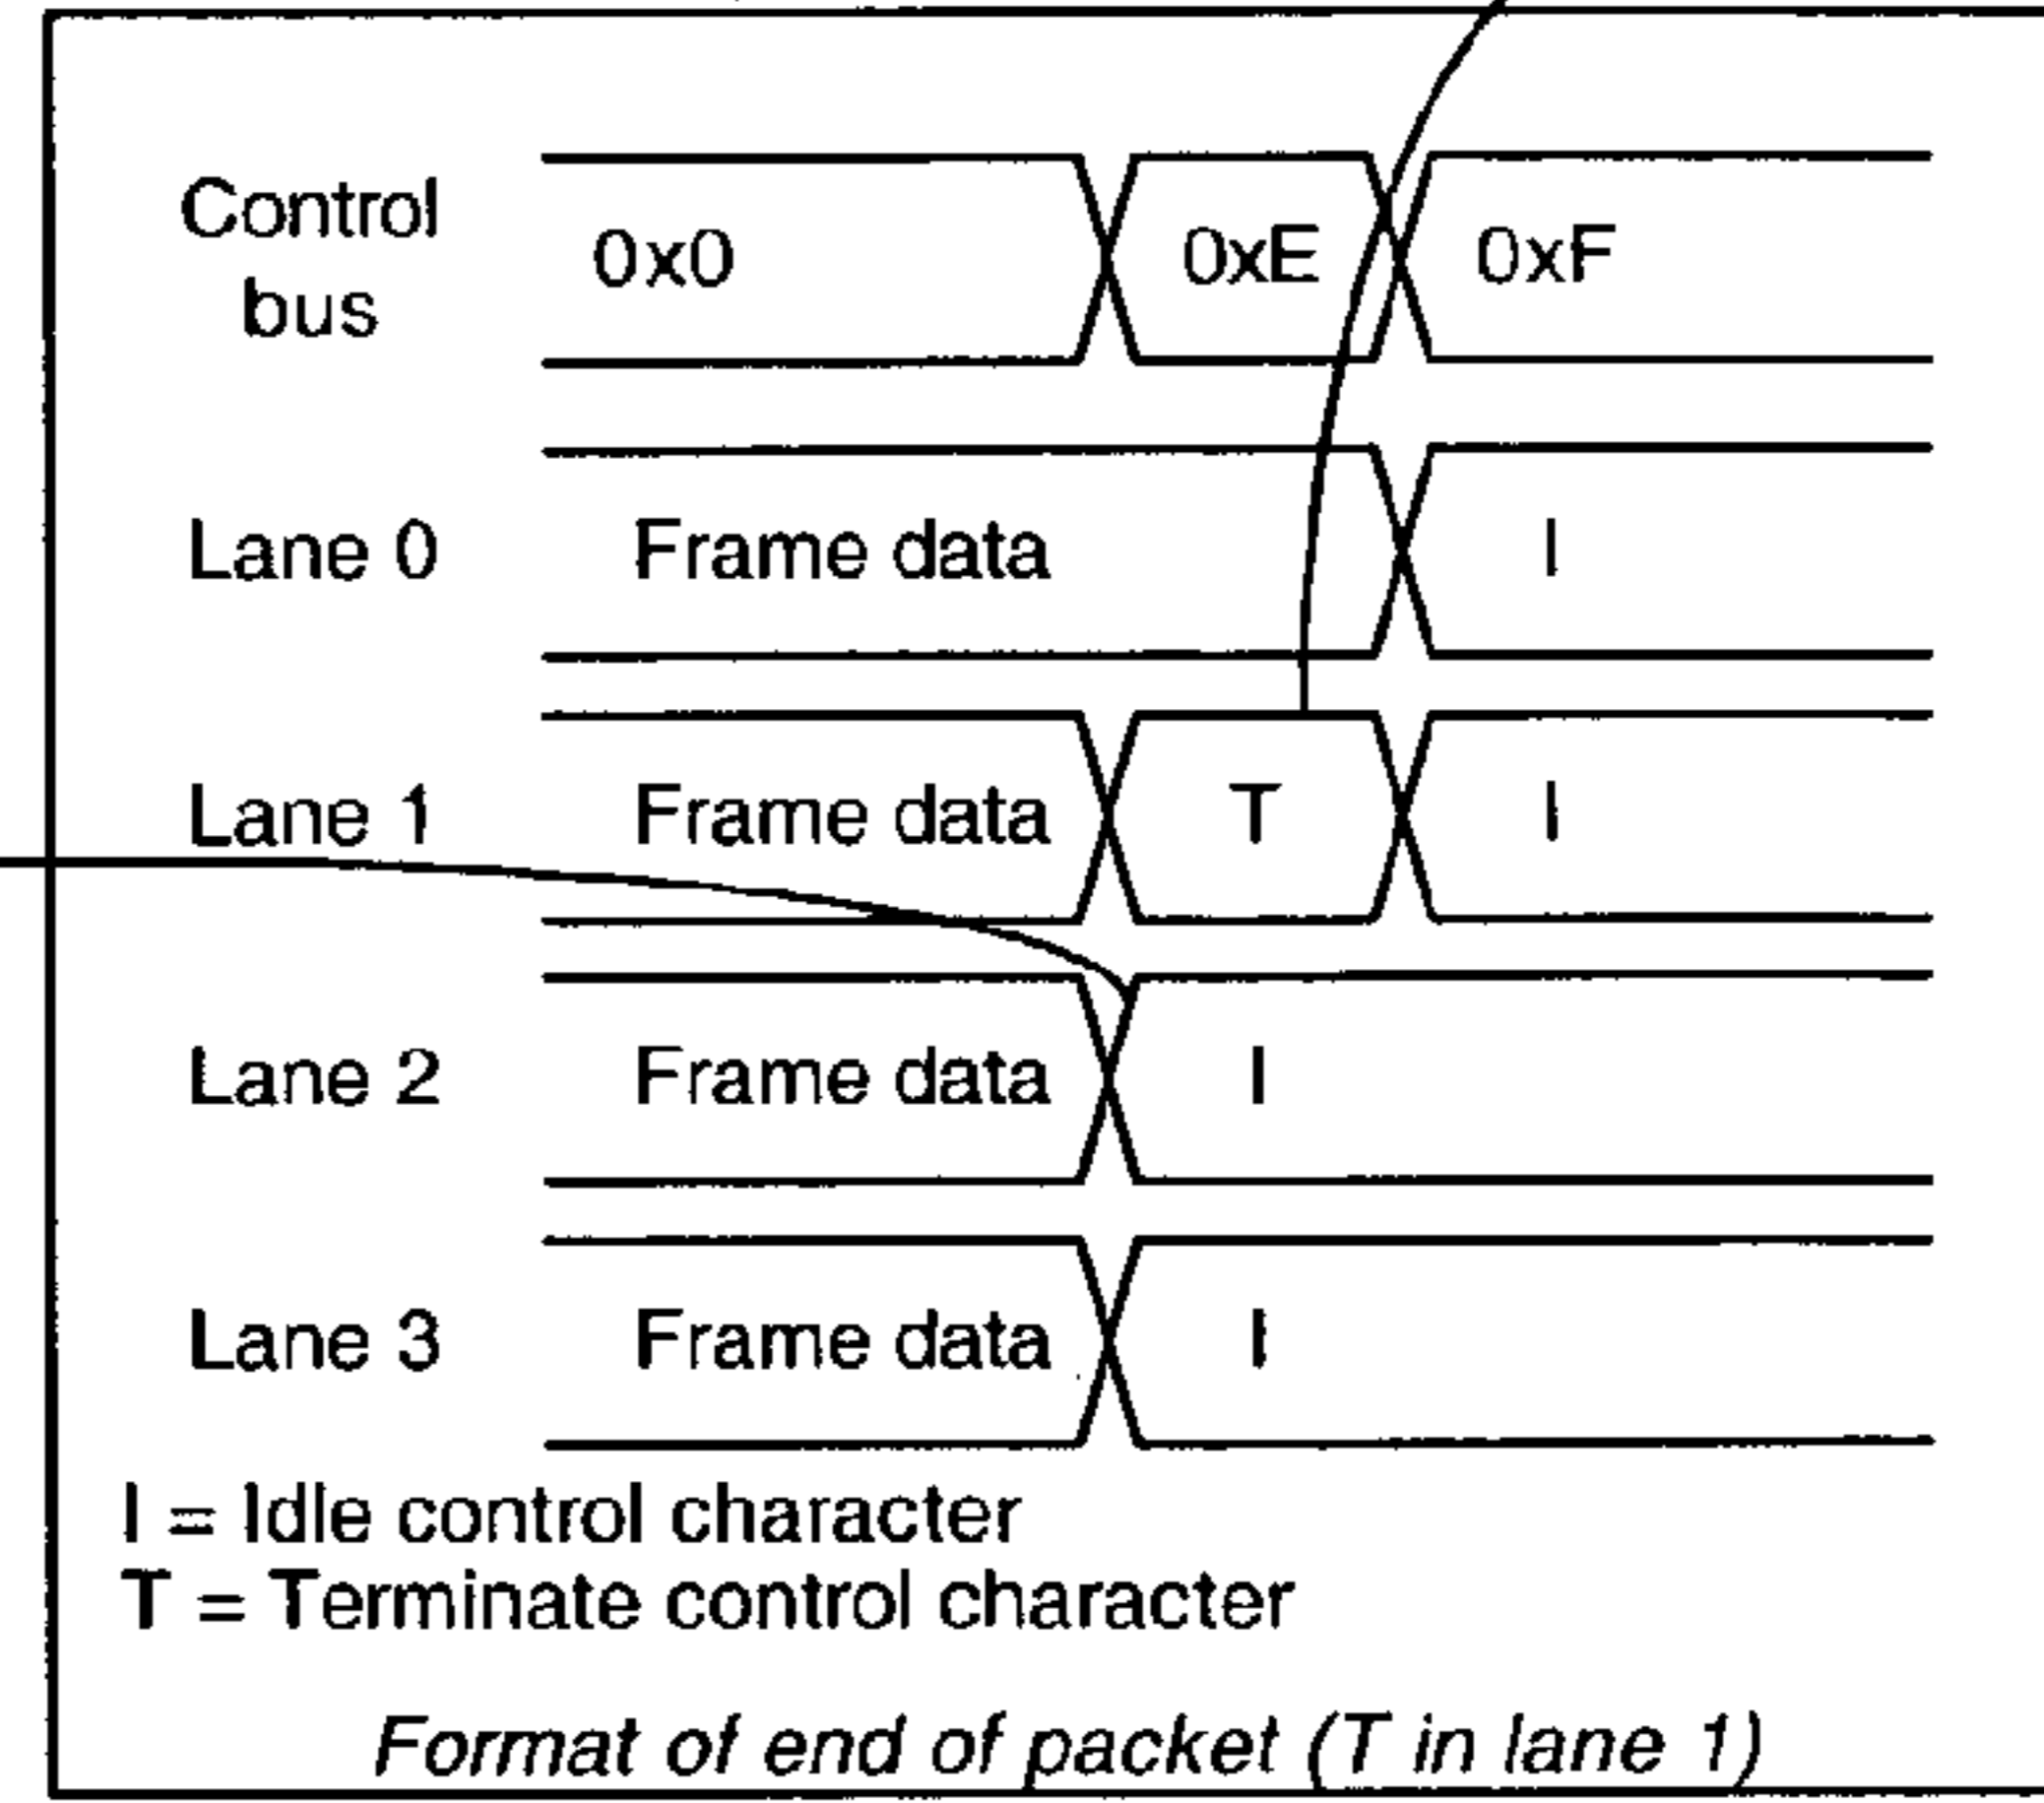 Control bus 0x0 0xE 0xF
Lane 0 Frame data I
Lane 1 Frame data T I
Lane 2 Frame data I
Lane 3 Frame data I
I = Idle control character
T = Terminate control character
Format of end of packet (T in lane 1)